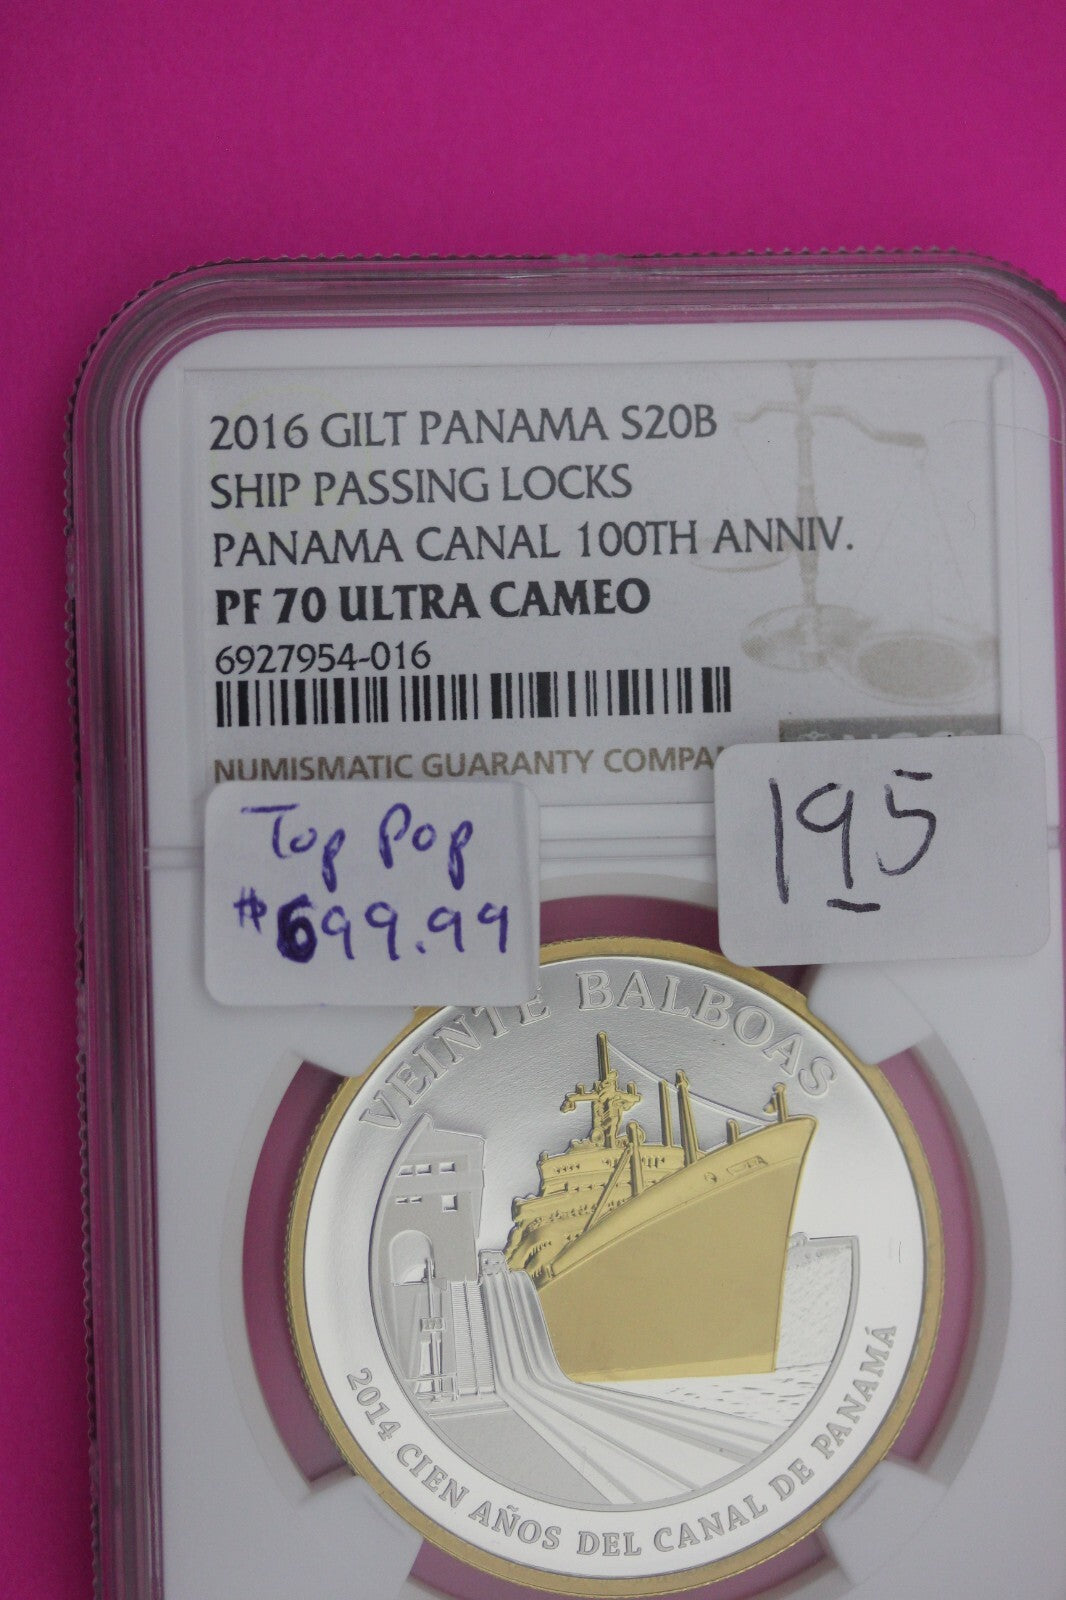 2016 GILT PANAMA S20B
SHIP PASSING LOCKS
PANAMA CANAL 100TH ANNIV.
PF 70 ULTRA CAMEO
6927954-016
NUMISMATIC GUARANTY COMPA
Top Pop
$699.99
195
VEINTE BALBOAS
2014 CIEN AÑOS DEL CANAL DE PANAMÁ